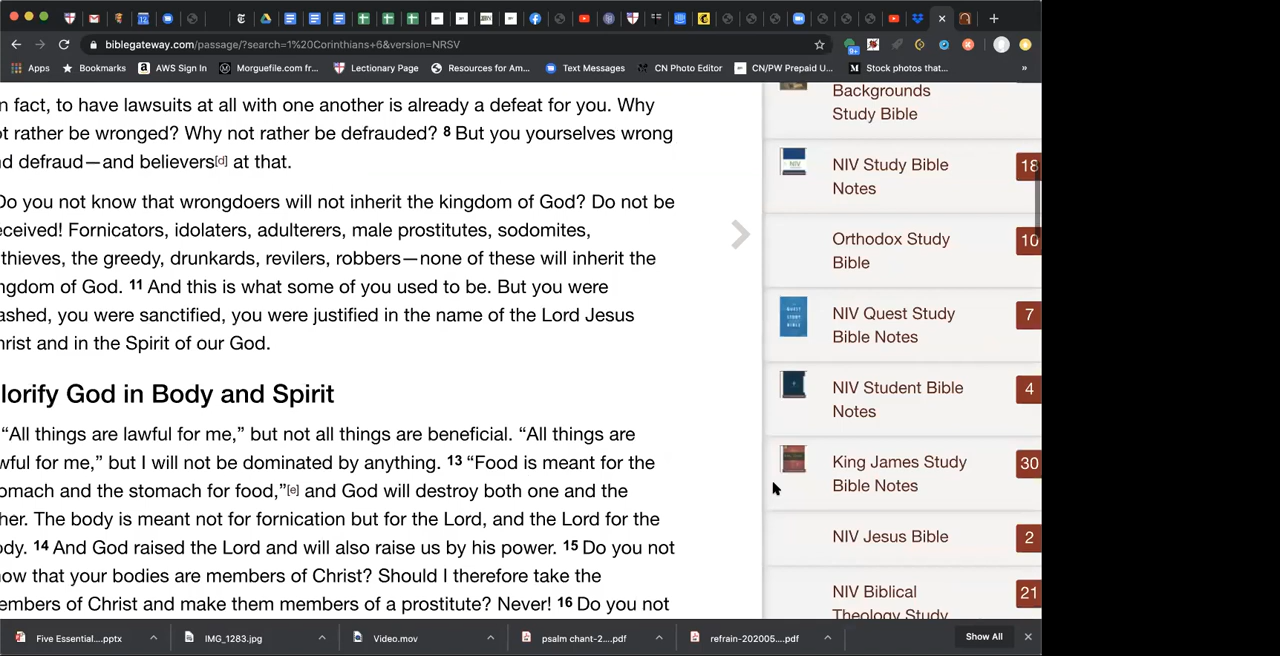 biblegateway.com/passage/?search=1%20Corinthians+6&version=NRSV
9+
Apps
Bookmarks
AWS Sign In
Morguefile.com fr...
Lectionary Page
Resources for Am...
Text Messages
CN Photo Editor
CN/PW Prepaid U...
Stock photos that...
»
n fact, to have lawsuits at all with one another is already a defeat for you. Why
ot rather be wronged? Why not rather be defrauded? 8 But you yourselves wrong
nd defraud—and believers[d] at that.
Do you not know that wrongdoers will not inherit the kingdom of God? Do not be
eceived! Fornicators, idolaters, adulterers, male prostitutes, sodomites,
thieves, the greedy, drunkards, revilers, robbers—none of these will inherit the
ngdom of God. 11 And this is what some of you used to be. But you were
ashed, you were sanctified, you were justified in the name of the Lord Jesus
hrist and in the Spirit of our God.
lorify God in Body and Spirit
“All things are lawful for me,” but not all things are beneficial. “All things are
wful for me,” but I will not be dominated by anything. 13 “Food is meant for the
omach and the stomach for food,”[e] and God will destroy both one and the
her. The body is meant not for fornication but for the Lord, and the Lord for the
ody. 14 And God raised the Lord and will also raise us by his power. 15 Do you not
ow that your bodies are members of Christ? Should I therefore take the
embers of Christ and make them members of a prostitute? Never! 16 Do you not
Backgrounds
Study Bible
NIV Study Bible
Notes
18
Orthodox Study
Bible
10
NIV Quest Study
Bible Notes
7
NIV Student Bible
Notes
4
King James Study
Bible Notes
30
NIV Jesus Bible
2
NIV Biblical
Theology Study
21
Five Essential....pptx
IMG_1283.jpg
Video.mov
psalm chant-2....pdf
refrain-202005....pdf
Show All